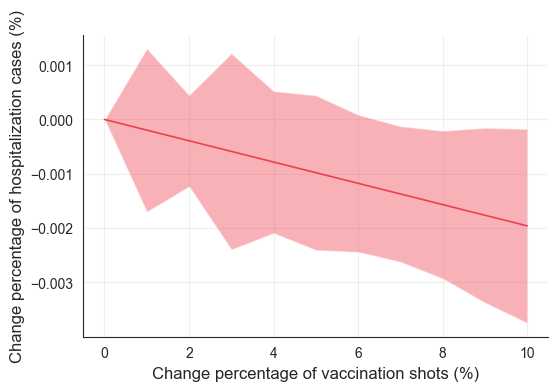 Change percentage of hospitalization cases (%)
0.001
0.000
−0.001
−0.002
−0.003
0 2 4 6 8 10
Change percentage of vaccination shots (%)